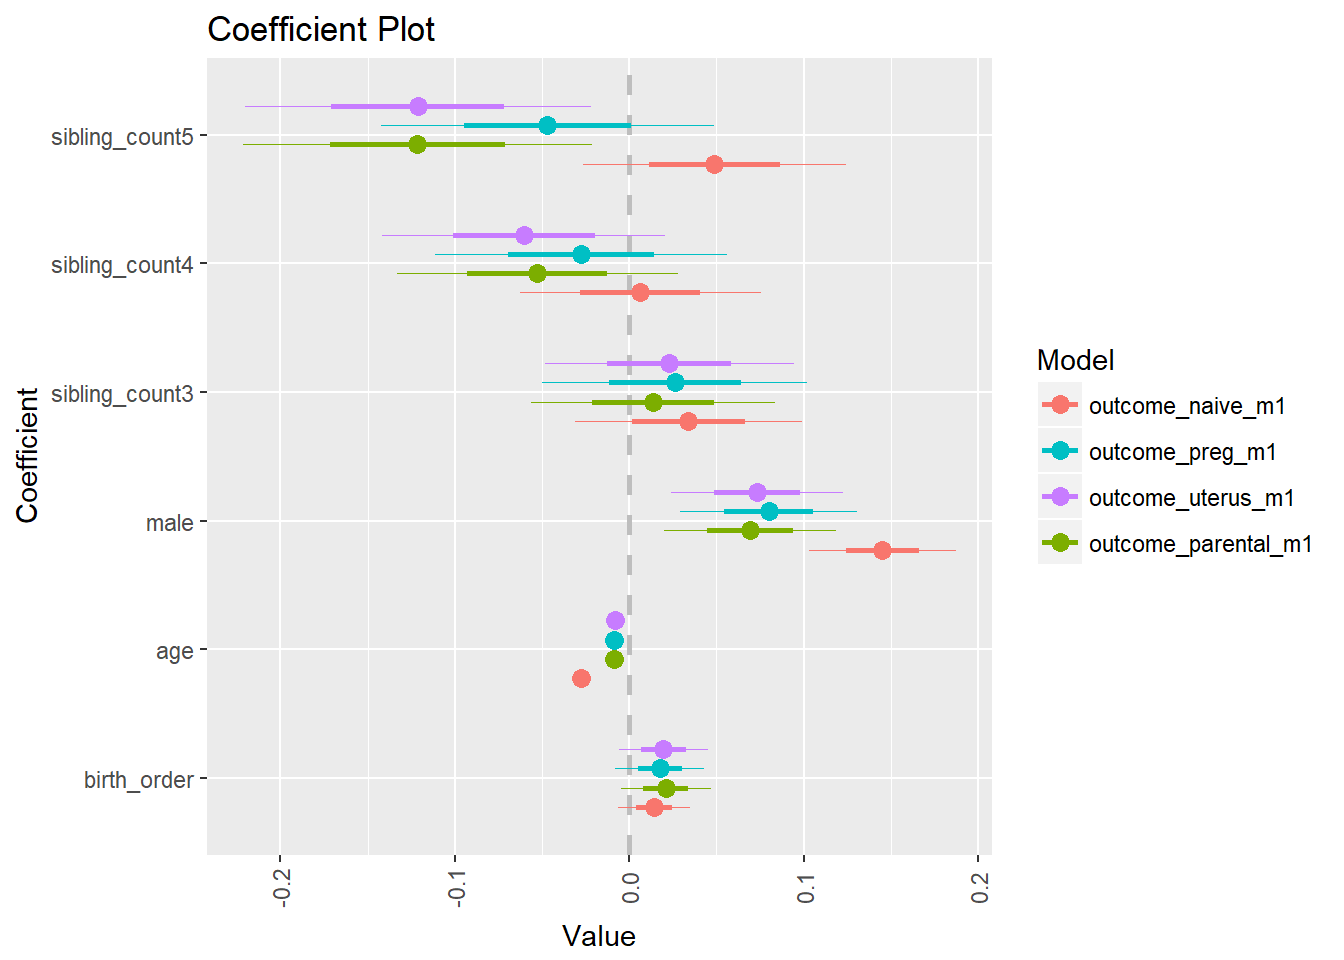 Coefficient Plot
Coefficient
sibling_count5
sibling_count4
sibling_count3
male
age
birth_order
-0.2
-0.1
0.0
0.1
0.2
Value
Model
outcome_naive_m1
outcome_preg_m1
outcome_uterus_m1
outcome_parental_m1